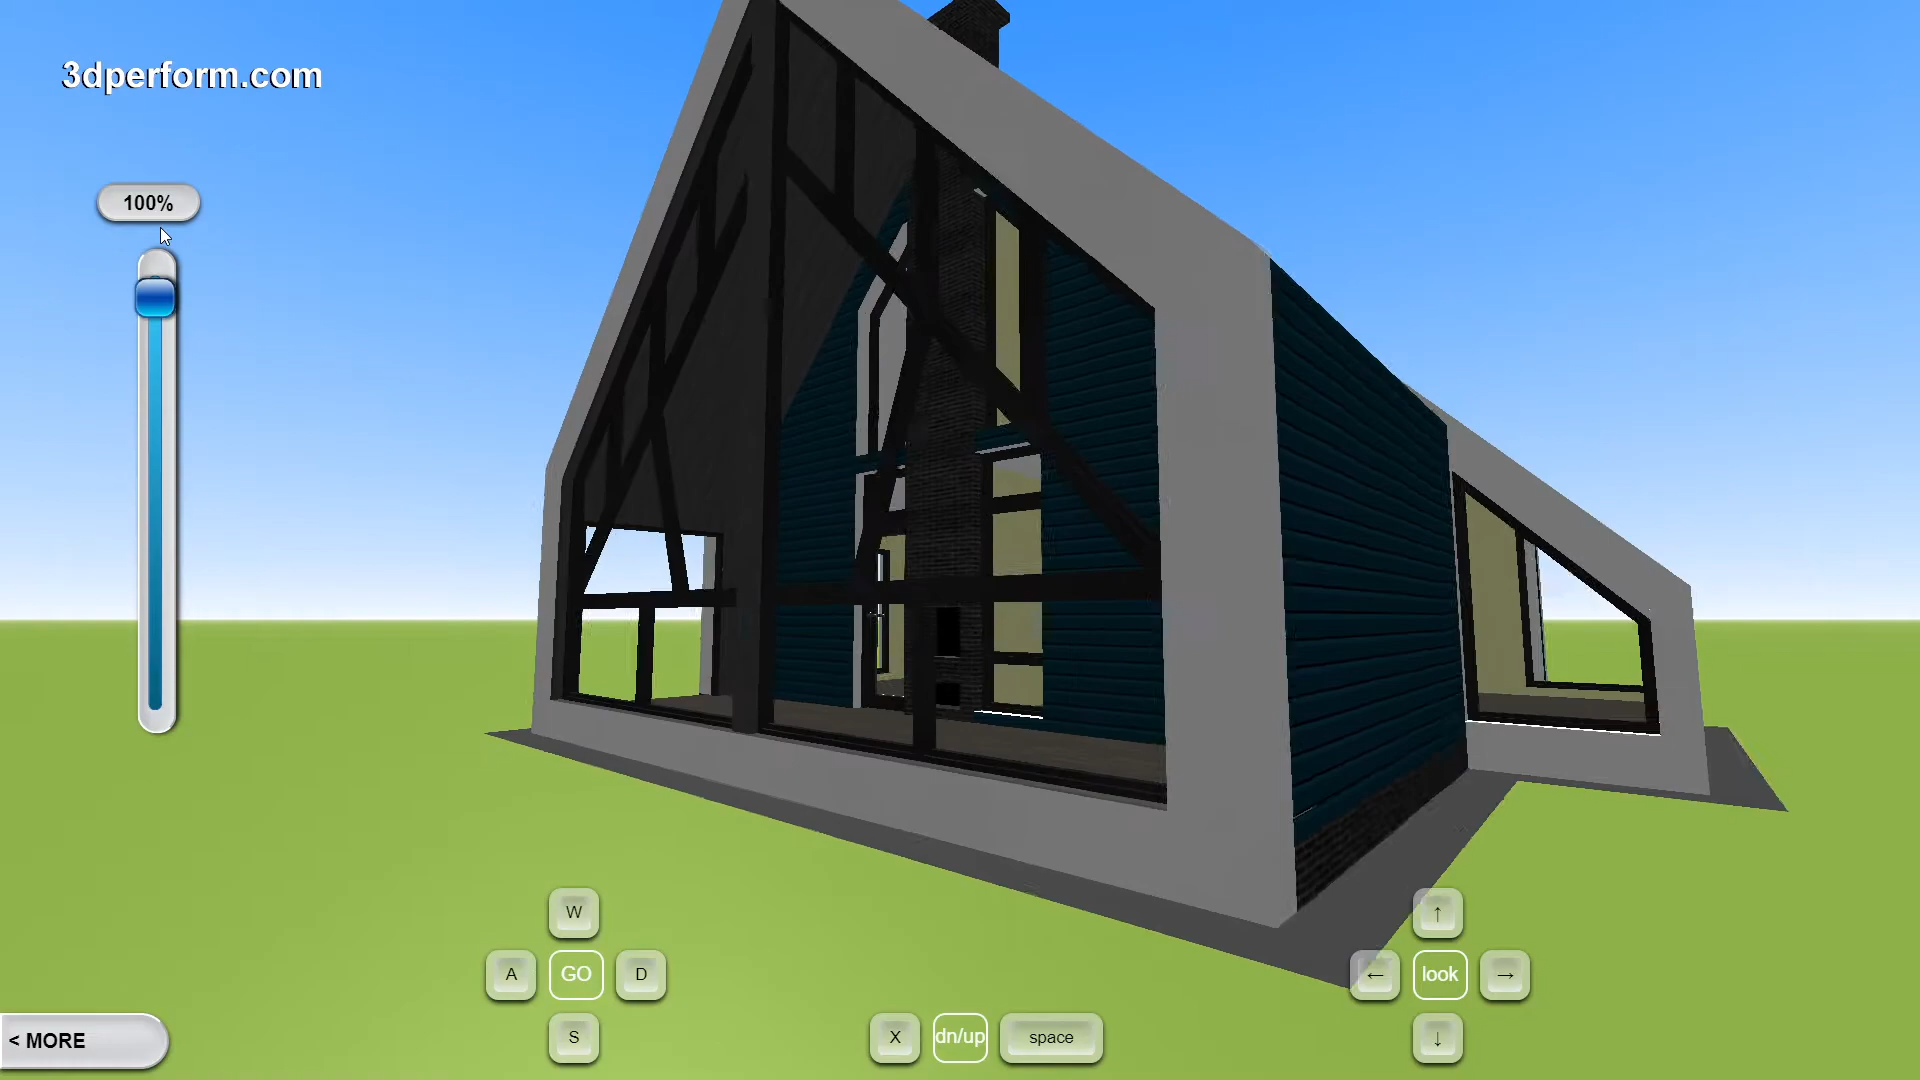 3dperform.com
100%
W
A GO D
S
X dn/up space
↑
← look →
↓
< MORE